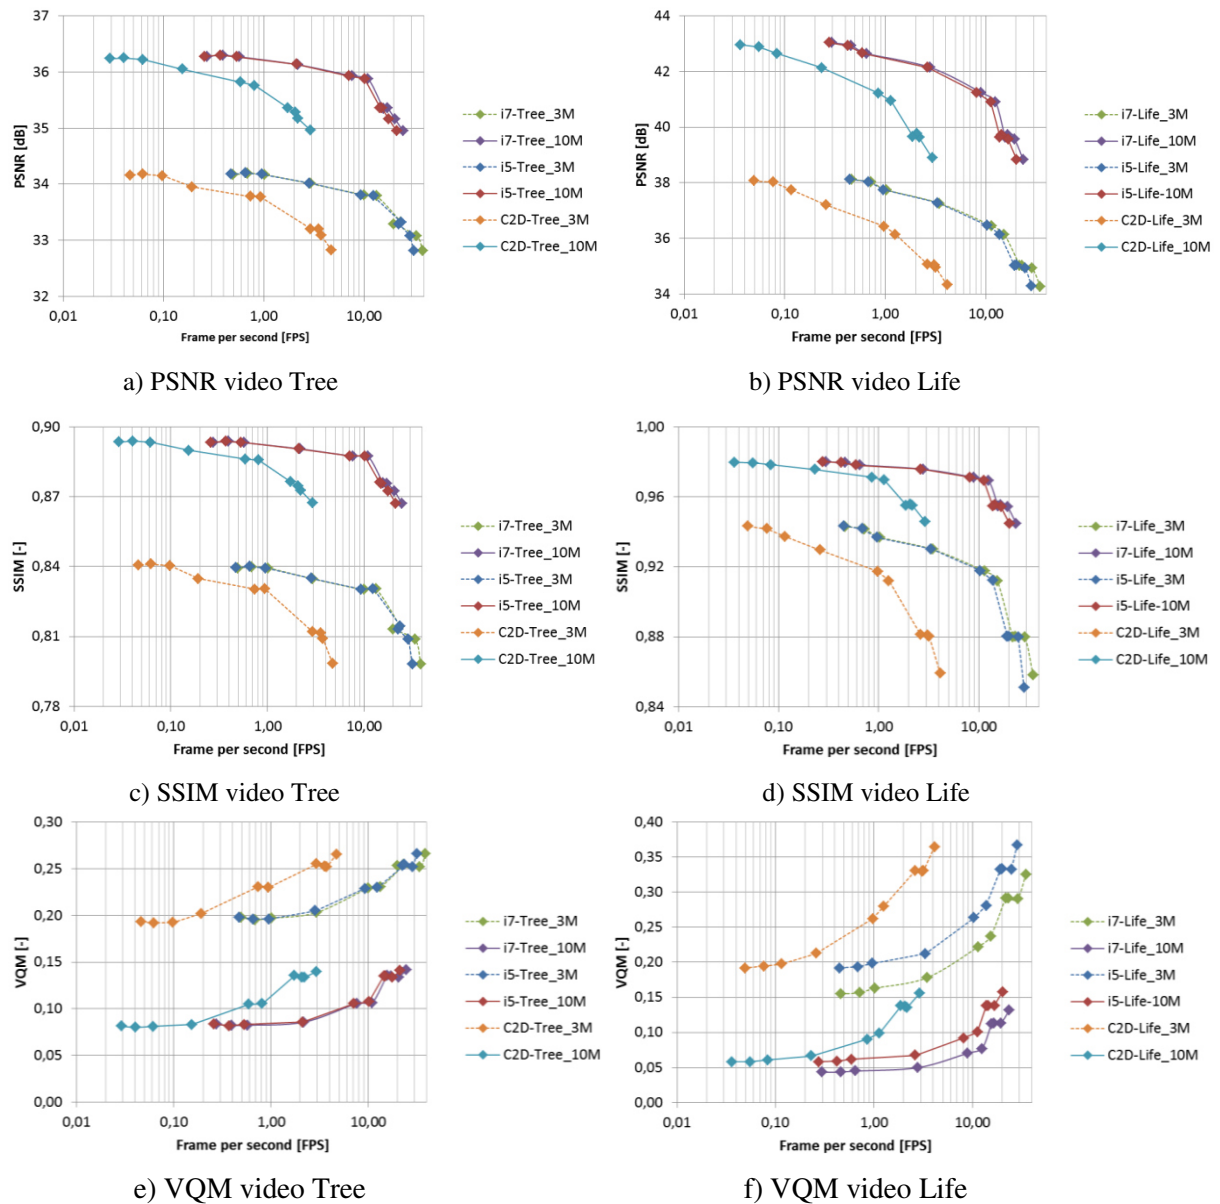 37
36
35
34
33
32
PSNR [dB]
0,01 0,10 1,00 10,00
Frame per second [FPS]
i7-Tree_3M
i7-Tree_10M
i5-Tree_3M
i5-Tree_10M
C2D-Tree_3M
C2D-Tree_10M
a) PSNR video Tree
44
42
40
38
36
34
PSNR [dB]
0,01 0,10 1,00 10,00
Frame per second [FPS]
i7-Life_3M
i7-Life_10M
i5-Life_3M
i5-Life-10M
C2D-Life_3M
C2D-Life_10M
b) PSNR video Life
0,90
0,87
0,84
0,81
0,78
SSIM [-]
0,01 0,10 1,00 10,00
Frame per second [FPS]
i7-Tree_3M
i7-Tree_10M
i5-Tree_3M
i5-Tree_10M
C2D-Tree_3M
C2D-Tree_10M
c) SSIM video Tree
1,00
0,96
0,92
0,88
0,84
SSIM [-]
0,01 0,10 1,00 10,00
Frame per second [FPS]
i7-Life_3M
i7-Life_10M
i5-Life_3M
i5-Life-10M
C2D-Life_3M
C2D-Life_10M
d) SSIM video Life
0,30
0,25
0,20
0,15
0,10
0,05
0,00
VQM [-]
0,01 0,10 1,00 10,00
Frame per second [FPS]
i7-Tree_3M
i7-Tree_10M
i5-Tree_3M
i5-Tree_10M
C2D-Tree_3M
C2D-Tree_10M
e) VQM video Tree
0,40
0,35
0,30
0,25
0,20
0,15
0,10
0,05
0,00
VQM [-]
0,01 0,10 1,00 10,00
Frame per second [FPS]
i7-Life_3M
i7-Life_10M
i5-Life_3M
i5-Life-10M
C2D-Life_3M
C2D-Life_10M
f) VQM video Life